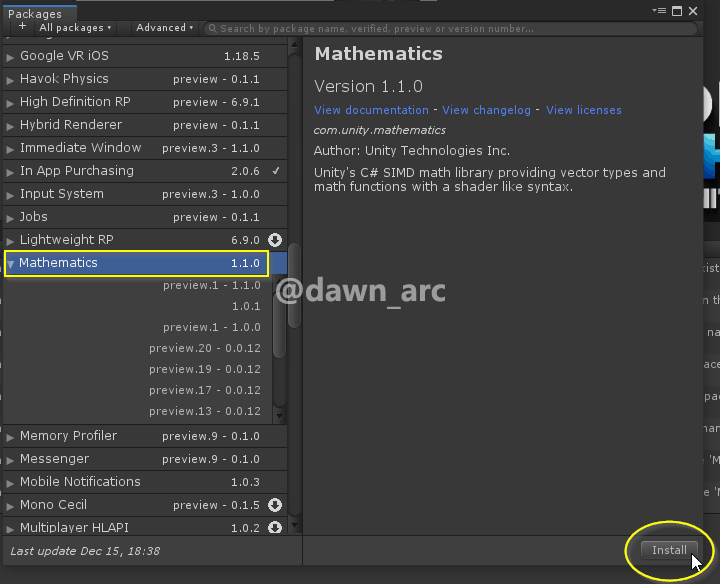 Packages
+ All packages Advanced Search by package name, verified, preview or version number...
Google VR iOS 1.18.5
Havok Physics preview - 0.1.1
High Definition RP preview - 6.9.1
Hybrid Renderer preview - 0.1.1
Immediate Window preview.3 - 1.1.0
In App Purchasing 2.0.6 ✓
Input System preview.3 - 1.0.0
Jobs preview - 0.1.1
Lightweight RP 6.9.0
Mathematics 1.1.0
preview.1 - 1.1.0
1.0.1
preview.1 - 1.0.0
preview.20 - 0.0.12
preview.19 - 0.0.12
preview.17 - 0.0.12
preview.13 - 0.0.12
Memory Profiler preview.9 - 0.1.0
Messenger preview.9 - 0.1.0
Mobile Notifications 1.0.3
Mono Cecil preview - 0.1.5
Multiplayer HLAPI 1.0.2
Last update Dec 15, 18:38
Mathematics
Version 1.1.0
View documentation - View changelog - View licenses
com.unity.mathematics
Author: Unity Technologies Inc.
Unity's C# SIMD math library providing vector types and
math functions with a shader like syntax.
@dawn_arc
Install